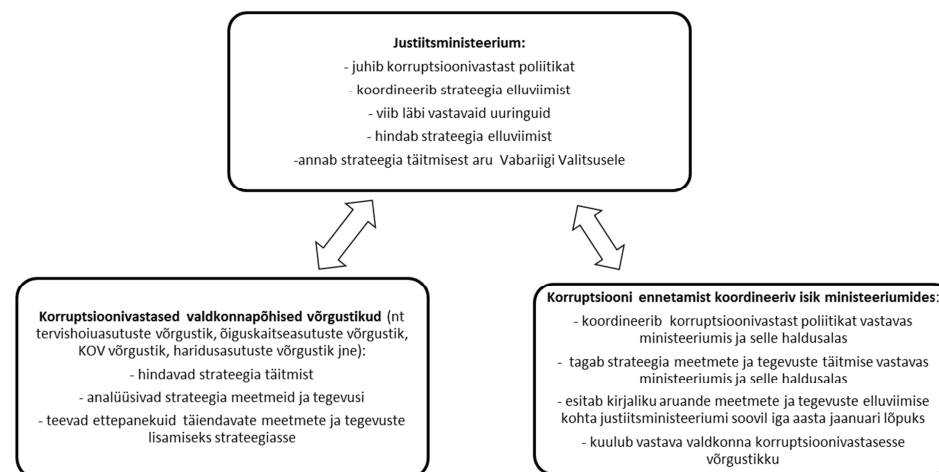 Justiitsministeerium:
- juhib korruptsioonivastast poliitikat
- koordineerib strateegia elluviimist
- viib läbi vastavaid uuringuid
- hindab strateegia elluviimist
-annab strateegia täitmisest aru Vabariigi Valitsusele
Korruptsioonivastased valdkonnapõhised võrgustikud (nt
tervishoiuasutuste võrgustik, õiguskaitseasutuste võrgustik,
KOV võrgustik, haridusasutuste võrgustik jne):
- hindavad strateegia täitmist
- analüüsivad strateegia meetmeid ja tegevusi
- teevad ettepanekuid täiendavate meetmete ja tegevuste
lisamiseks strateegiasse
Korruptsiooni ennetamist koordineeriv isik ministeeriumides:
- koordineerib korruptsioonivastast poliitikat vastavas
ministeeriumis ja selle haldusalas
- tagab strateegia meetmete ja tegevuste täitmise vastavas
ministeeriumis ja selle haldusalas
- esitab kirjaliku aruande meetmete ja tegevuste elluviimise
kohta justiitsministeeriumi soovil iga aasta jaanuari lõpuks
- kuulub vastava valdkonna korruptsioonivastasesse
võrgustikku